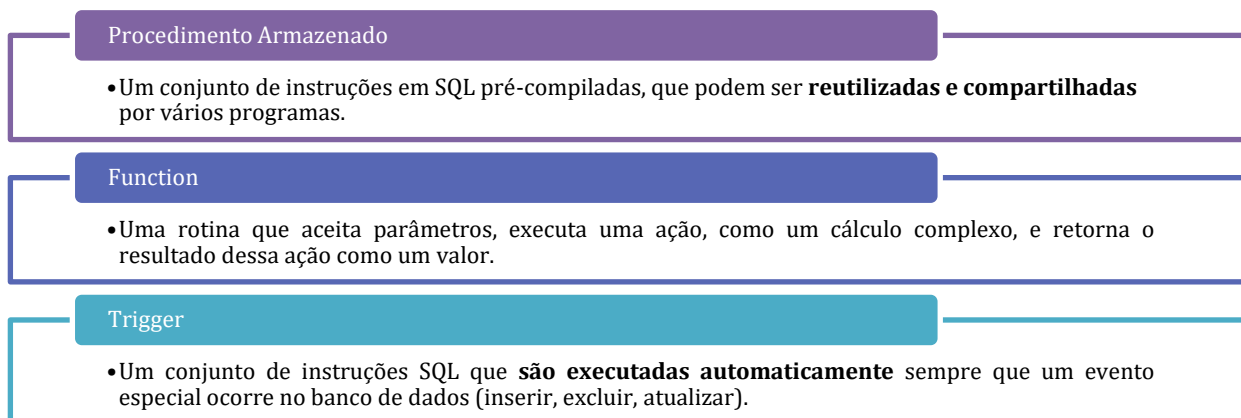 Procedimento Armazenado
•Um conjunto de instruções em SQL pré-compiladas, que podem ser reutilizadas e compartilhadas
por vários programas.
Function
•Uma rotina que aceita parâmetros, executa uma ação, como um cálculo complexo, e retorna o
resultado dessa ação como um valor.
Trigger
•Um conjunto de instruções SQL que são executadas automaticamente sempre que um evento
especial ocorre no banco de dados (inserir, excluir, atualizar).